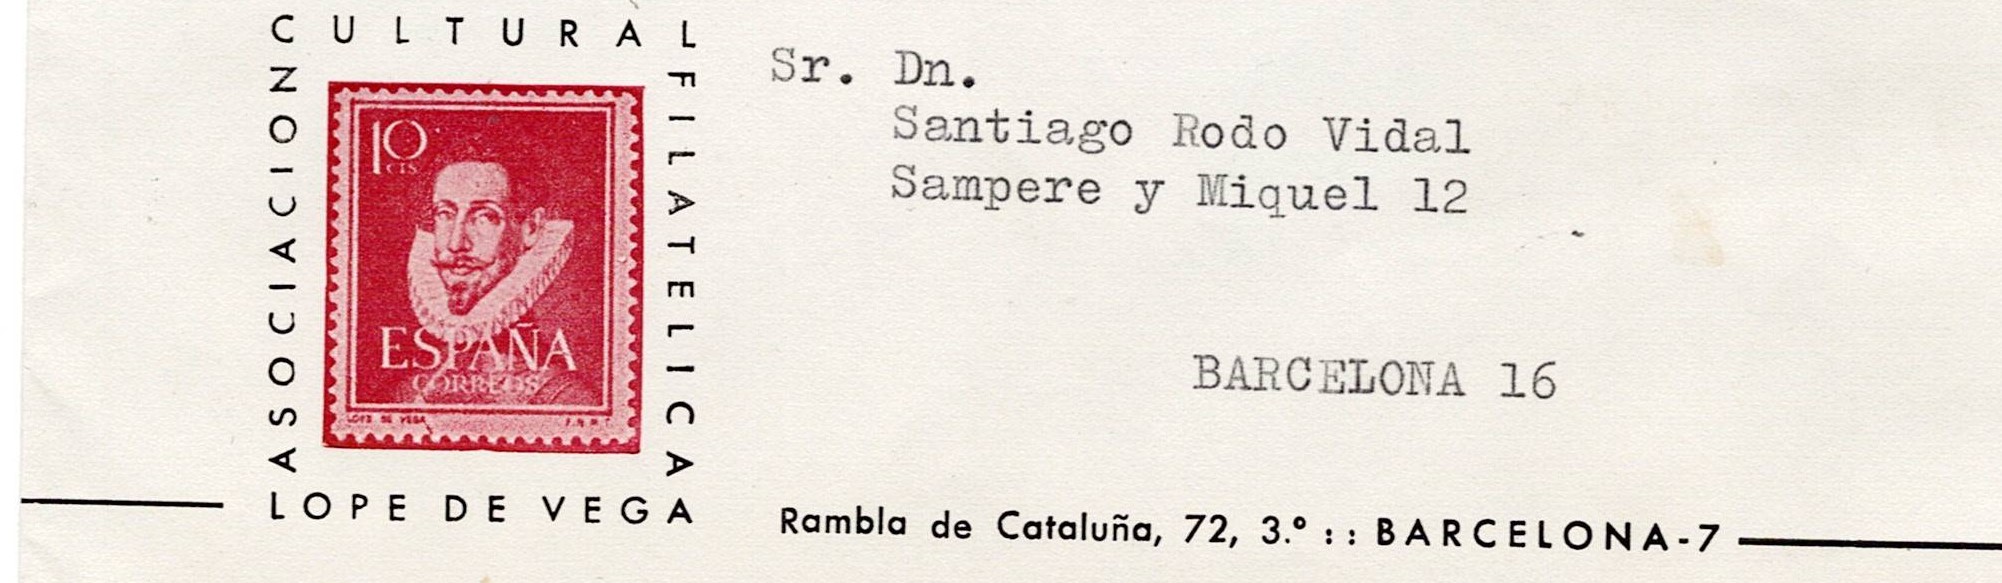 ASOCIACION
CULTURAL
FILATELICA
LOPE DE VEGA
10
CTS
ESPAÑA
CORREOS
LOPE DE VEGA
F.N.M.T.
Sr. Dn.
Santiago Rodo Vidal
Sampere y Miquel 12
BARCELONA 16
Rambla de Cataluña, 72, 3.º :: BARCELONA-7